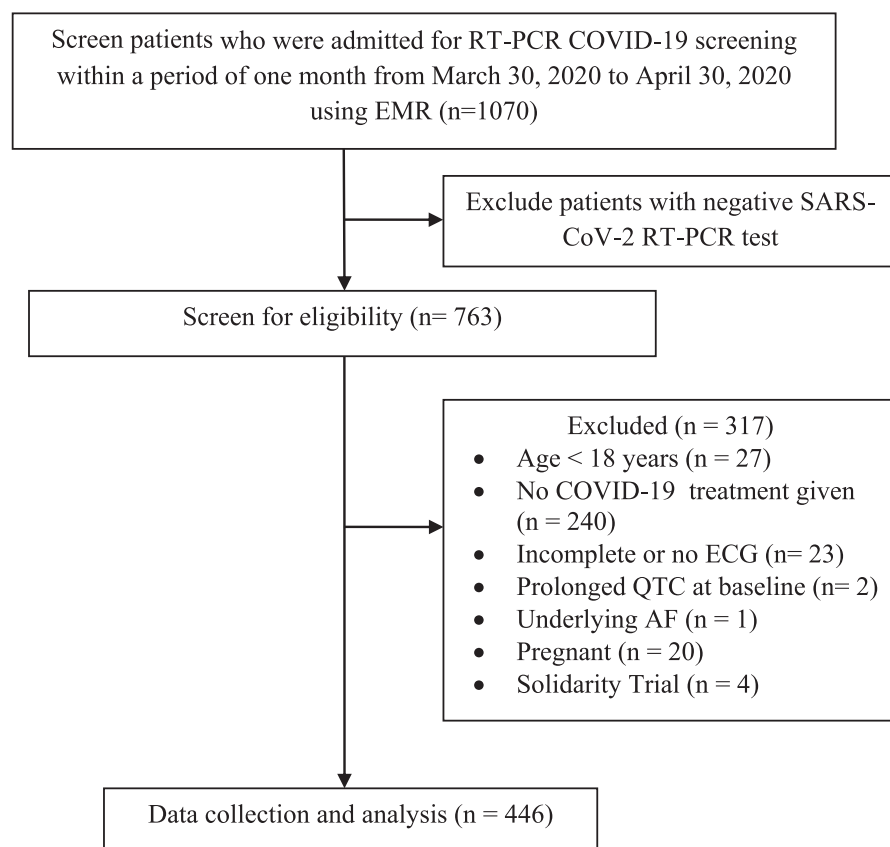 Screen patients who were admitted for RT-PCR COVID-19 screening
within a period of one month from March 30, 2020 to April 30, 2020
using EMR (n=1070)
Exclude patients with negative SARS-
CoV-2 RT-PCR test
Screen for eligibility (n= 763)
Excluded (n = 317)
• Age < 18 years (n = 27)
• No COVID-19 treatment given
(n = 240)
• Incomplete or no ECG (n= 23)
• Prolonged QTC at baseline (n= 2)
• Underlying AF (n = 1)
• Pregnant (n = 20)
• Solidarity Trial (n = 4)
Data collection and analysis (n = 446)